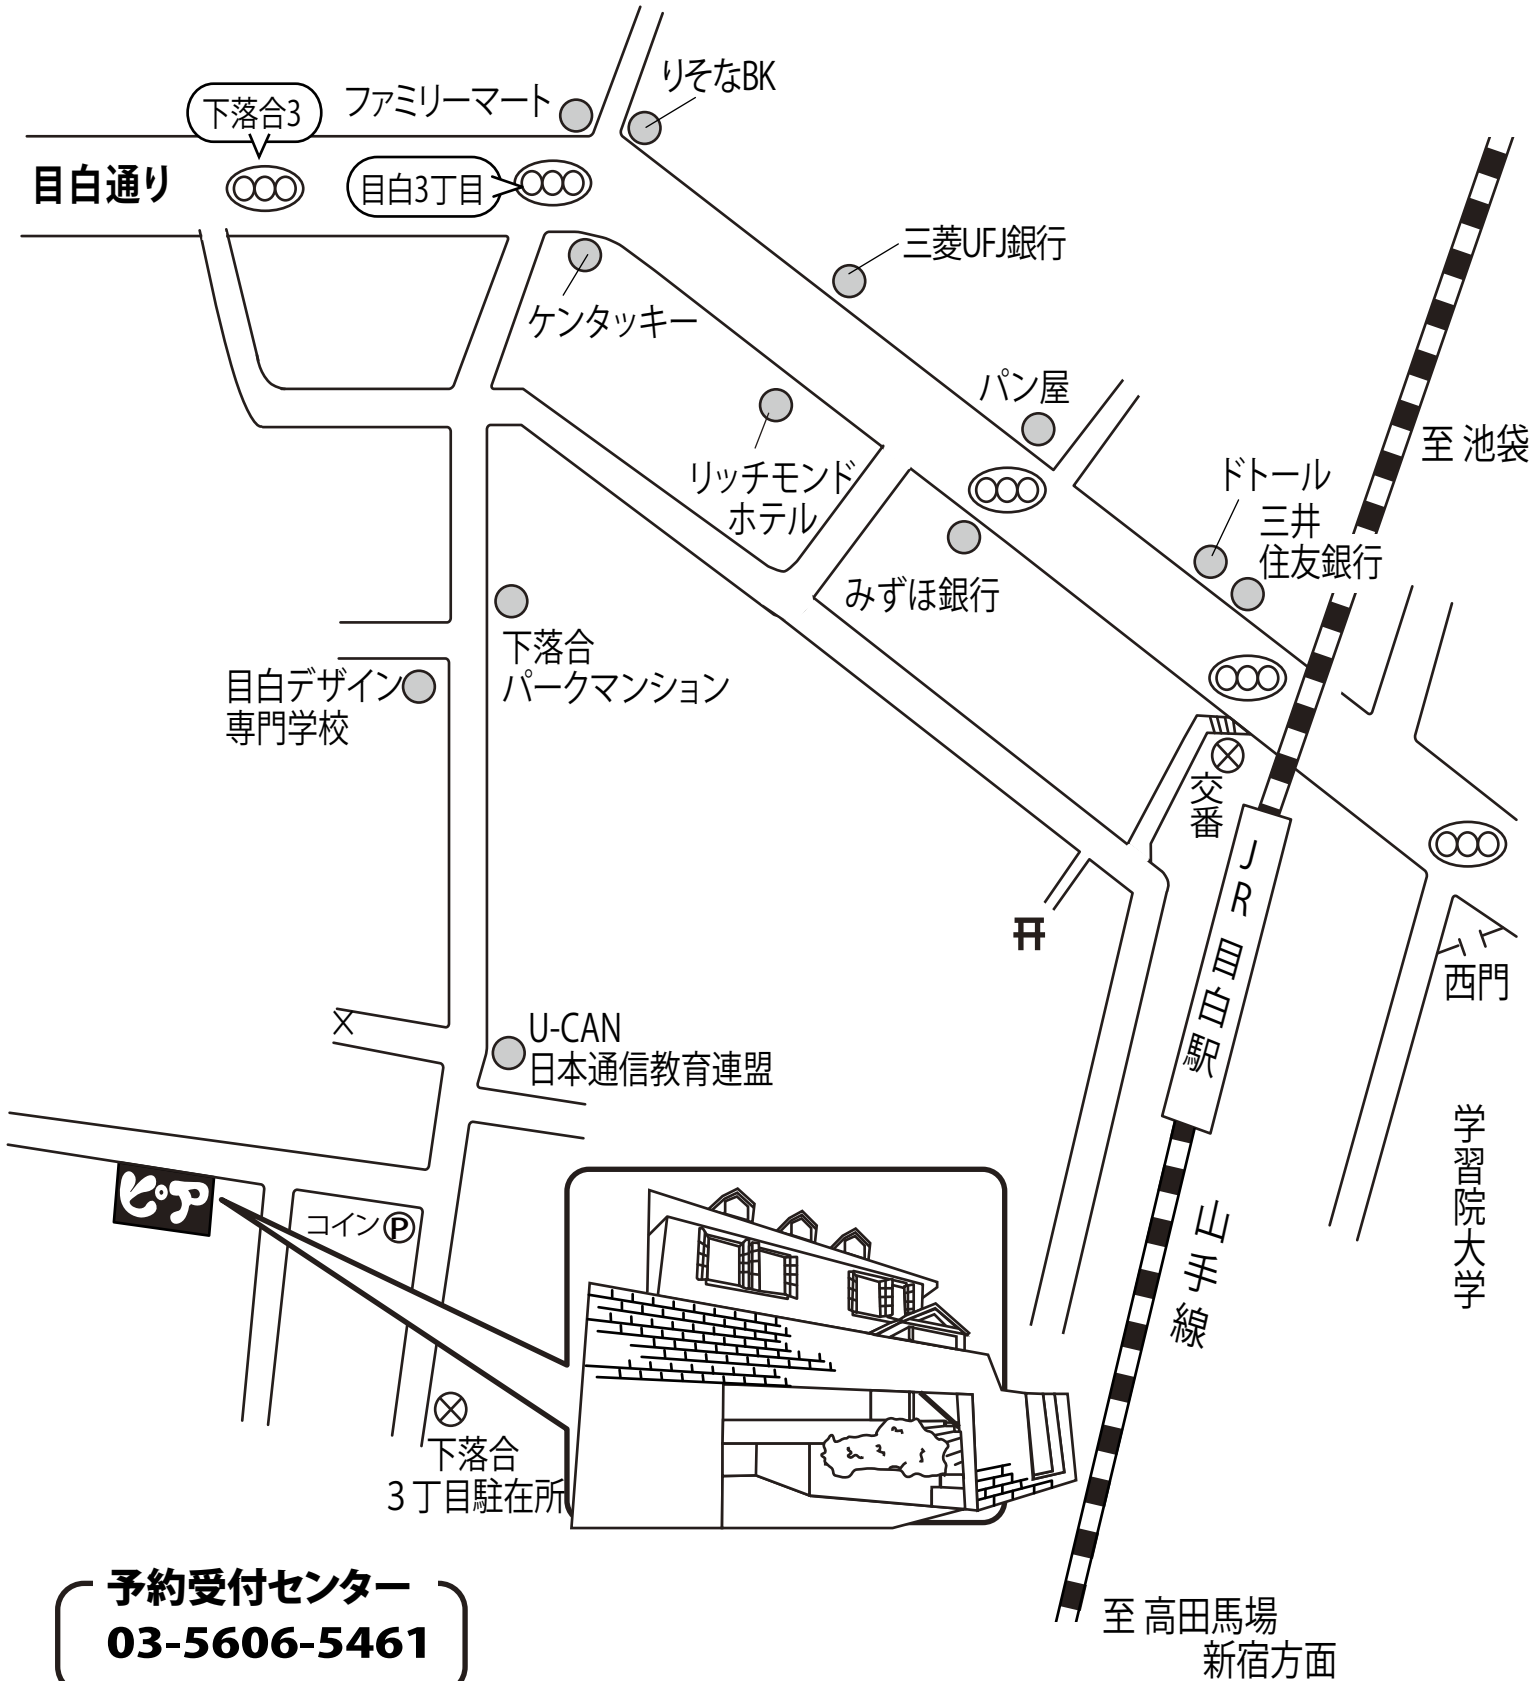 りそなBK
ファミリーマート
下落合3
目白通り
目白3丁目
三菱UFJ銀行
ケンタッキー
パン屋
至 池袋
リッチモンド
ホテル
ドトール
三井
住友銀行
みずほ銀行
下落合
パークマンション
目白デザイン
専門学校
交番
JR 目白駅
西門
U-CAN
日本通信教育連盟
学習院大学
ピア
コインP
山手線
下落合
3丁目駐在所
予約受付センター
03-5606-5461
至 高田馬場
新宿方面